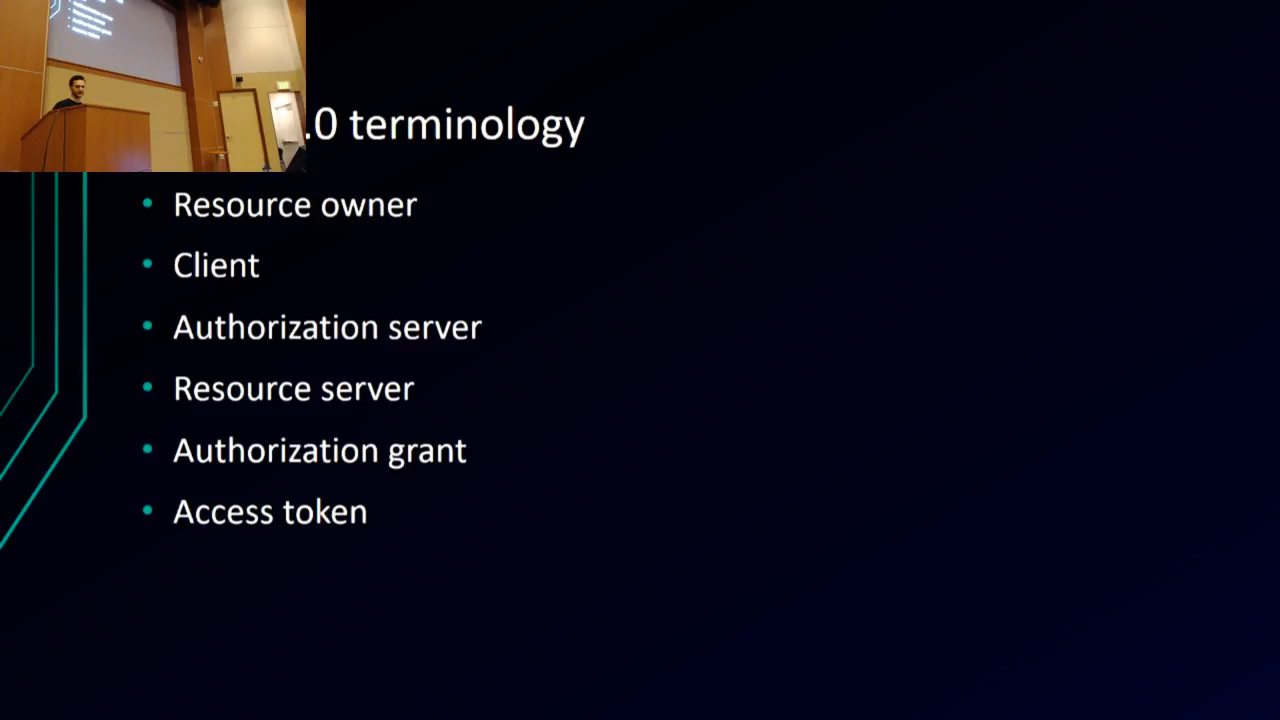 .0 terminology
Resource owner
Client
Authorization server
Resource server
Authorization grant
Access token